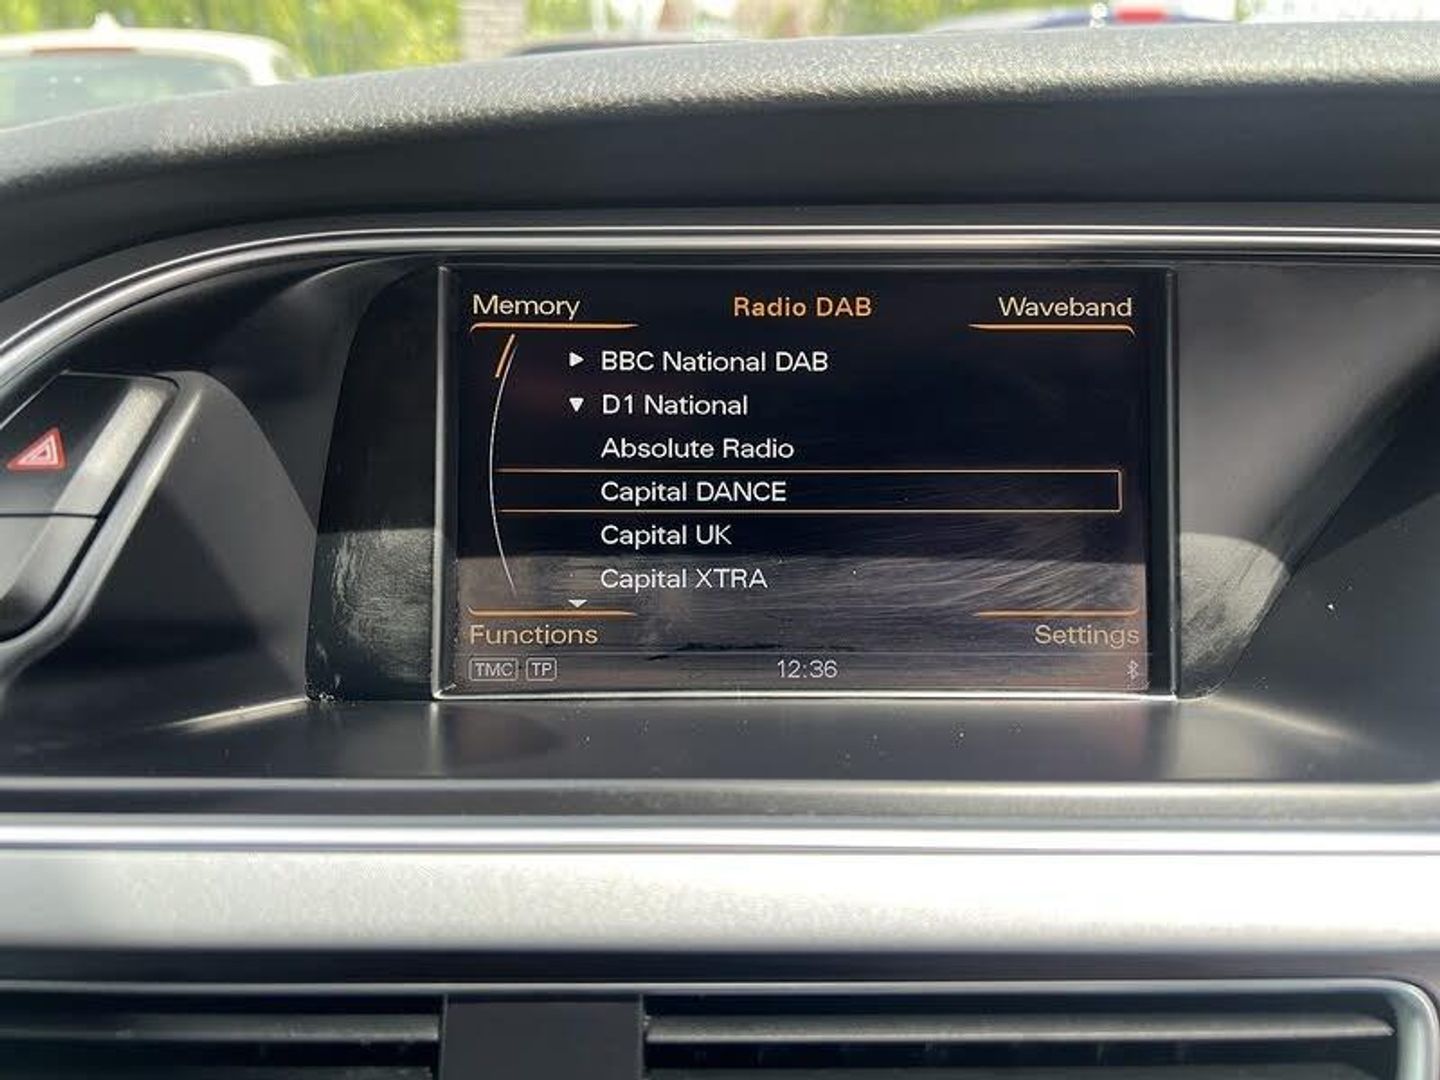 Memory Radio DAB Waveband
BBC National DAB
D1 National
Absolute Radio
Capital DANCE
Capital UK
Capital XTRA
Functions Settings
TMC TP 12:36